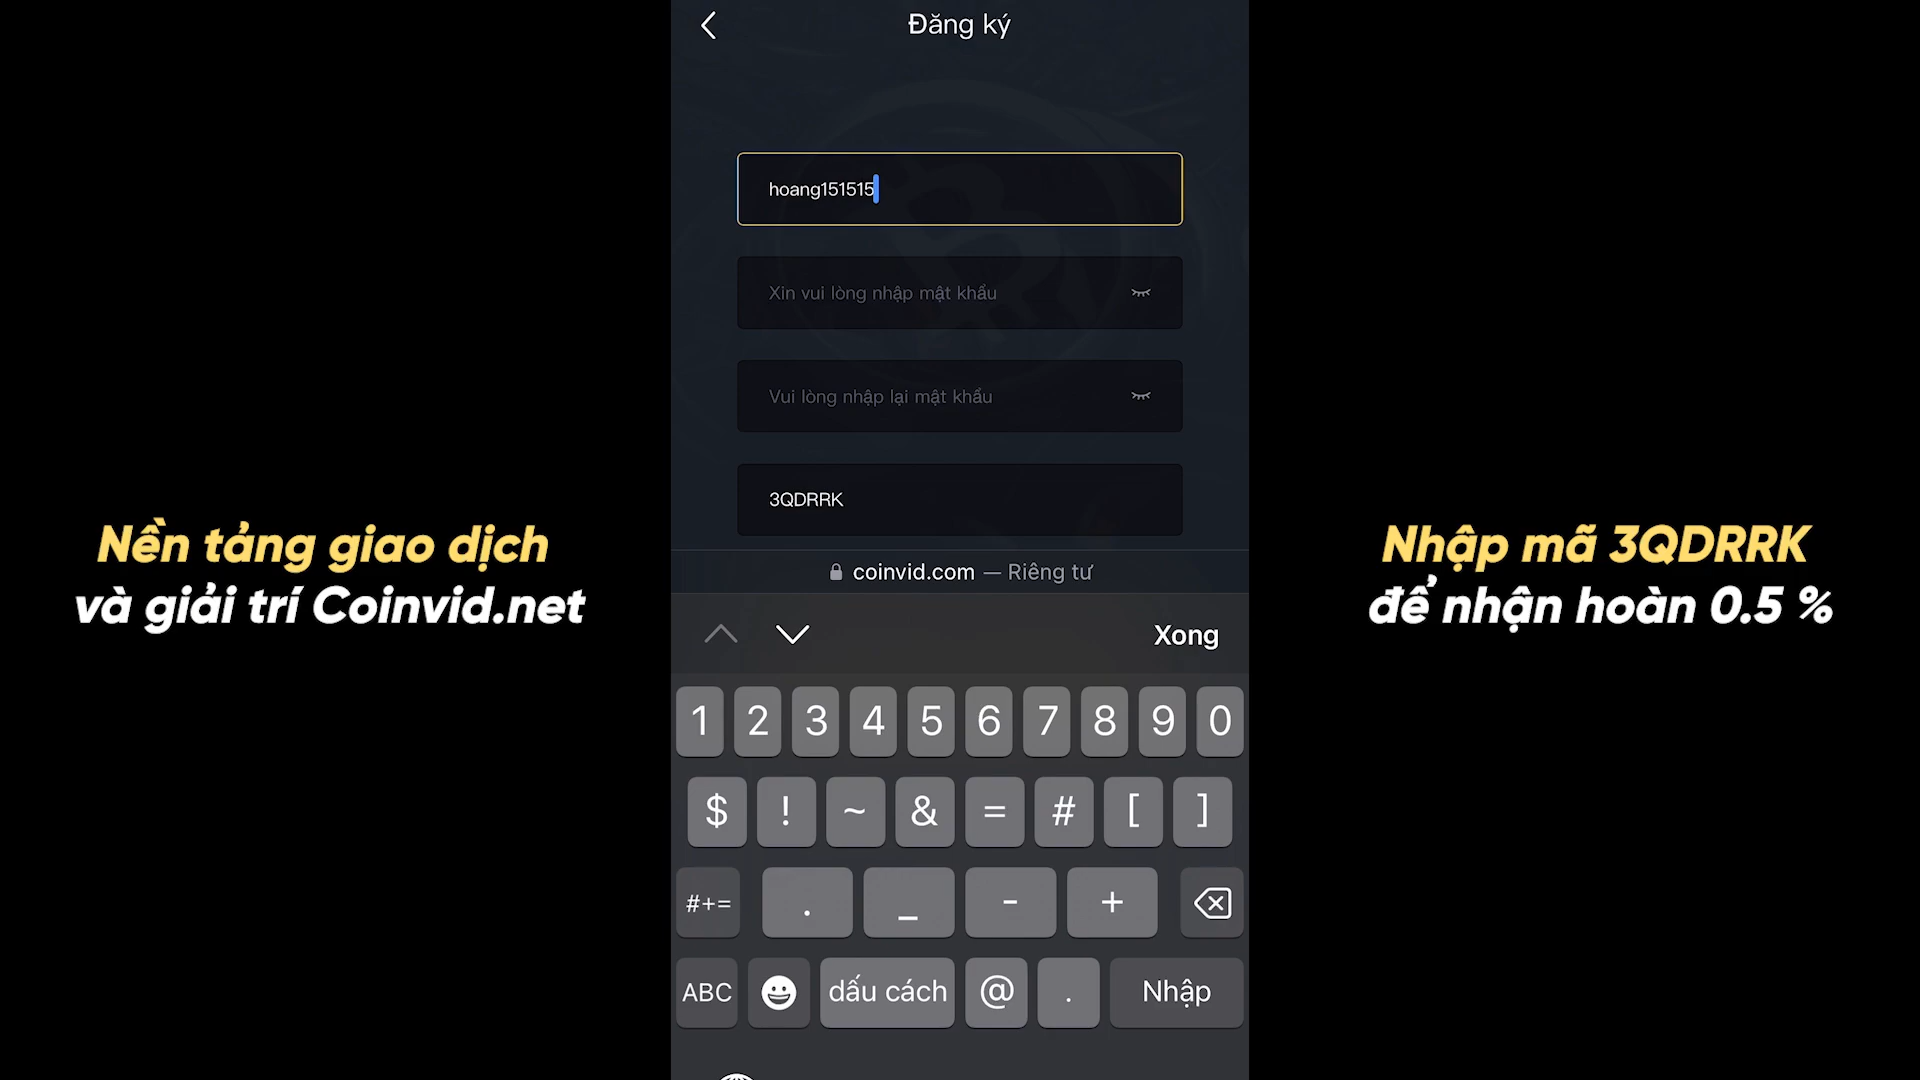 Đăng ký
hoang151515
Xin vui lòng nhập mật khẩu
Vui lòng nhập lại mật khẩu
3QDRRK
coinvid.com — Riêng tư
Nền tảng giao dịch
và giải trí Coinvid.net
Nhập mã 3QDRRK
để nhận hoàn 0.5 %
Xong
1 2 3 4 5 6 7 8 9 0
$ ! ~ & = # [ ]
#+= . _ - +
ABC dấu cách @ . Nhập